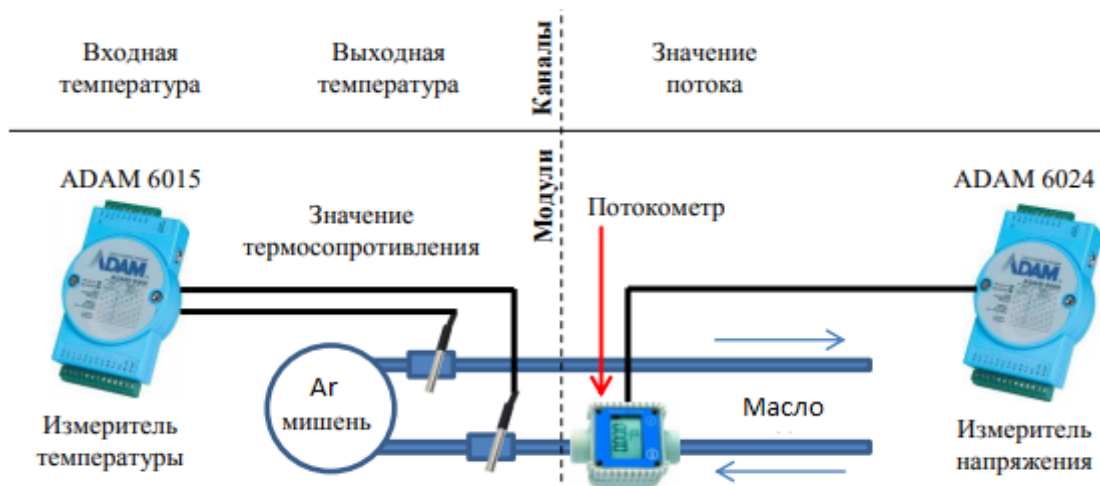 Входная
температура
Выходная
температура
Каналы
Значение
потока
ADAM 6015
Значение
термосопротивления
Модули
Потокометр
ADAM 6024
ADAM
ADAM
Ar
мишень
Масло
Измеритель
температуры
Измеритель
напряжения